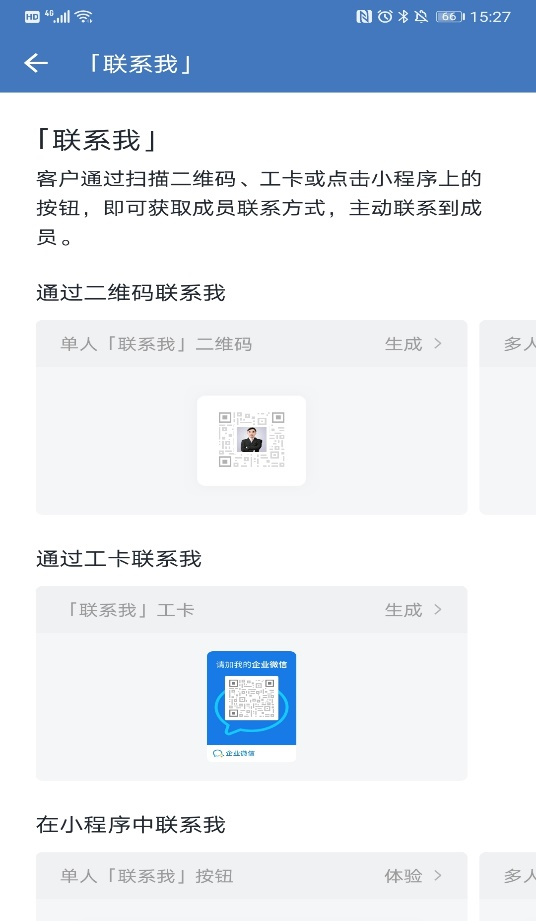 HD 4G 66 15:27
「联系我」
「联系我」
客户通过扫描二维码、工卡或点击小程序上的
按钮，即可获取成员联系方式，主动联系到成
员。
通过二维码联系我
单人「联系我」二维码 生成 > 多人
通过工卡联系我
「联系我」工卡 生成 >
请加我的企业微信
企业微信
在小程序中联系我
单人「联系我」按钮 体验 > 多人